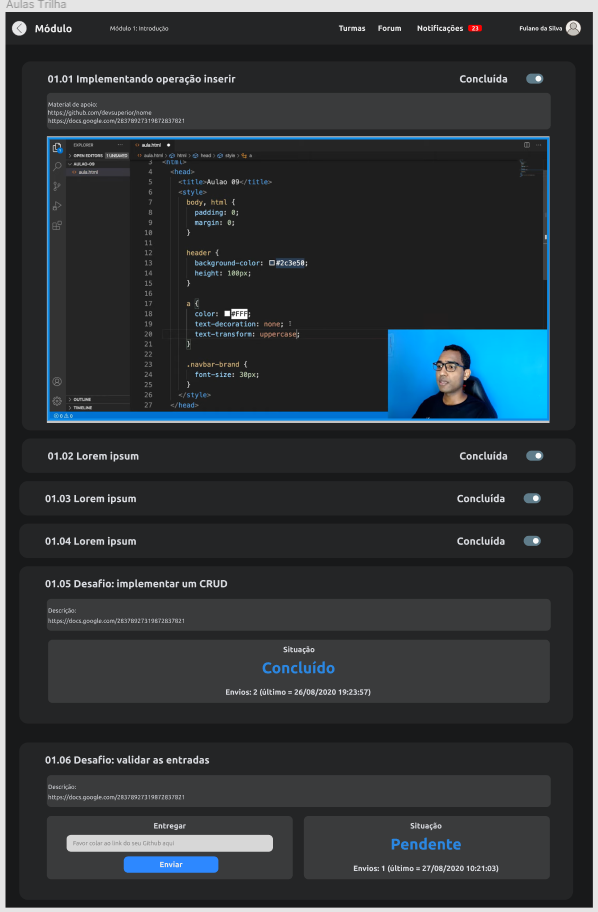 Aulas Trilha
Módulo
Módulo 1: Introdução
Turmas
Forum
Notificações
23
Fulano da Silva
01.01 Implementando operação inserir
Concluída
Material de apoio:
https://github.com/devsuperior/nome
https://docs.google.com/28378927319872837821
EXPLORER
OPEN EDITORS 1 UNSAVED
AULAO-09
<> aula.html
OUTLINE
TIMELINE
0 0
<> aula.html
<> aula.html > html > head > style > a
3 <html>
4 <head>
5 <title>Aulao 09</title>
6 <style>
7 body, html {
8 padding: 0;
9 margin: 0;
10 }
11
12 header {
13 background-color: #2c3e50;
14 height: 100px;
15 }
16
17 a {
18 color: #FFF;
19 text-decoration: none;
20 text-transform: uppercase;
21 }
22
23 .navbar-brand {
24 font-size: 30px;
25 }
26 </style>
27 </head>
01.02 Lorem ipsum
Concluída
01.03 Lorem ipsum
Concluída
01.04 Lorem ipsum
Concluída
01.05 Desafio: implementar um CRUD
Descrição:
https://docs.google.com/28378927319872837821
Situação
Concluído
Envios: 2 (último = 26/08/2020 19:23:57)
01.06 Desafio: validar as entradas
Descrição:
https://docs.google.com/28378927319872837821
Entregar
Favor colar ao link do seu Github aqui
Enviar
Situação
Pendente
Envios: 1 (último = 27/08/2020 10:21:03)